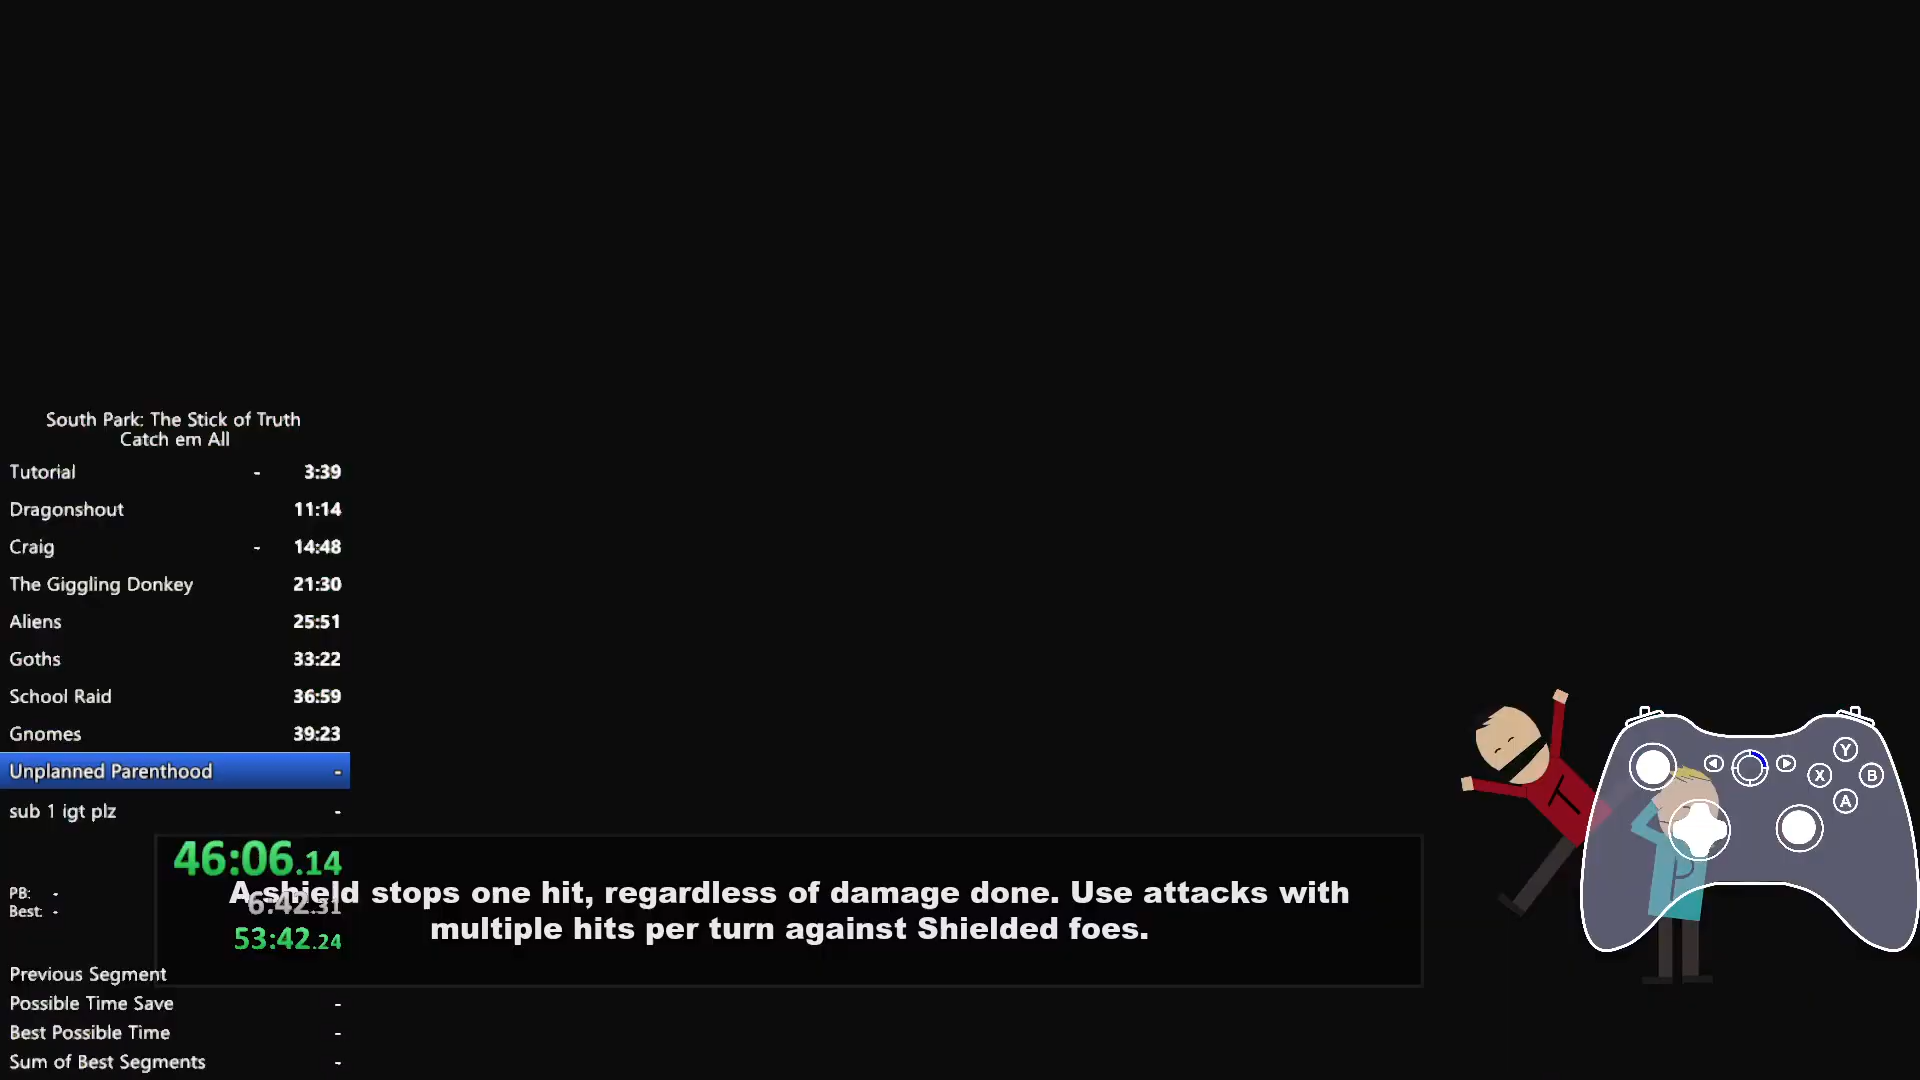 South Park: The Stick of Truth
Catch em All
Tutorial - 3:39
Dragonshout 11:14
Craig - 14:48
The Giggling Donkey 21:30
Aliens 25:51
Goths 33:22
School Raid 36:59
Gnomes 39:23
Unplanned Parenthood -
sub 1 igt plz -
46:06.14
PB: -
Best: -
6:42.31
53:42.24
A shield stops one hit, regardless of damage done. Use attacks with
multiple hits per turn against Shielded foes.
Previous Segment
Possible Time Save -
Best Possible Time -
Sum of Best Segments -
T
Y
X
B
A